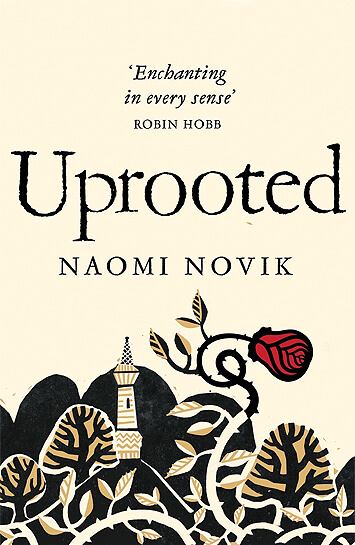 ‘Enchanting
in every sense’
ROBIN HOBB
Uprooted
NAOMI NOVIK